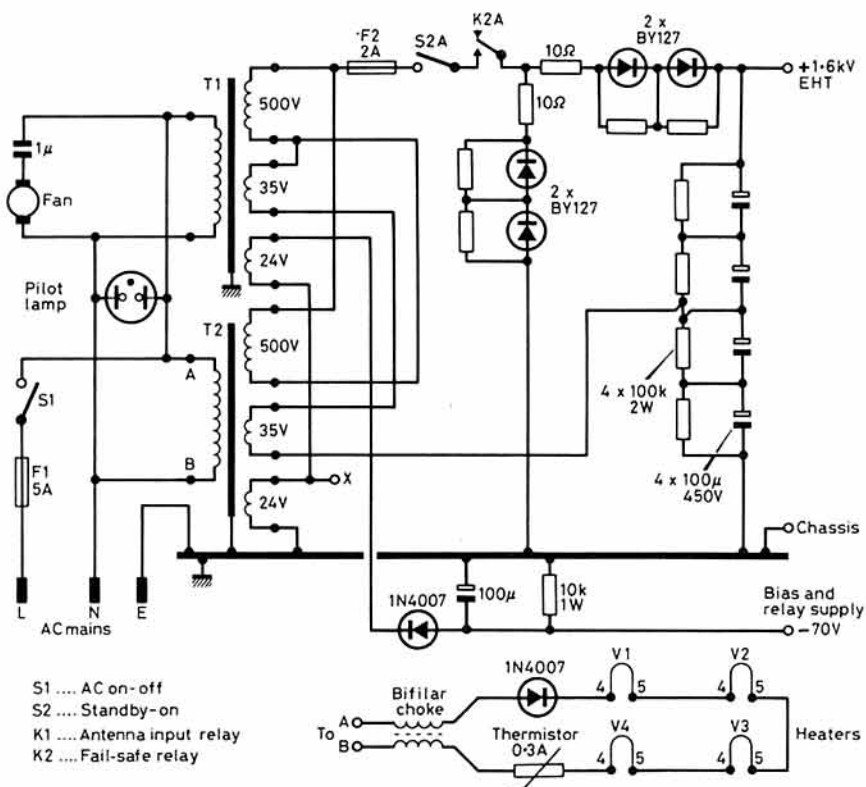 F2
2A
S2A
K2A
10Ω
2 x
BY127
+1·6kV
EHT
T1
500V
10Ω
1μ
Fan
35V
2 x
BY127
24V
Pilot
lamp
T2
500V
A
S1
4 x 100k
2W
35V
B
F1
5A
X
24V
4 x 100μ
450V
Chassis
L
N
E
AC mains
100μ
10k
1W
1N4007
Bias and
relay supply
−70V
S1 .... AC on-off
S2 .... Standby-on
K1 .... Antenna input relay
K2 .... Fail-safe relay
1N4007
V1
V2
4 5
4 5
Bifilar
choke
A
To
B
Thermistor
0·3A
V4
V3
4 5
4 5
Heaters